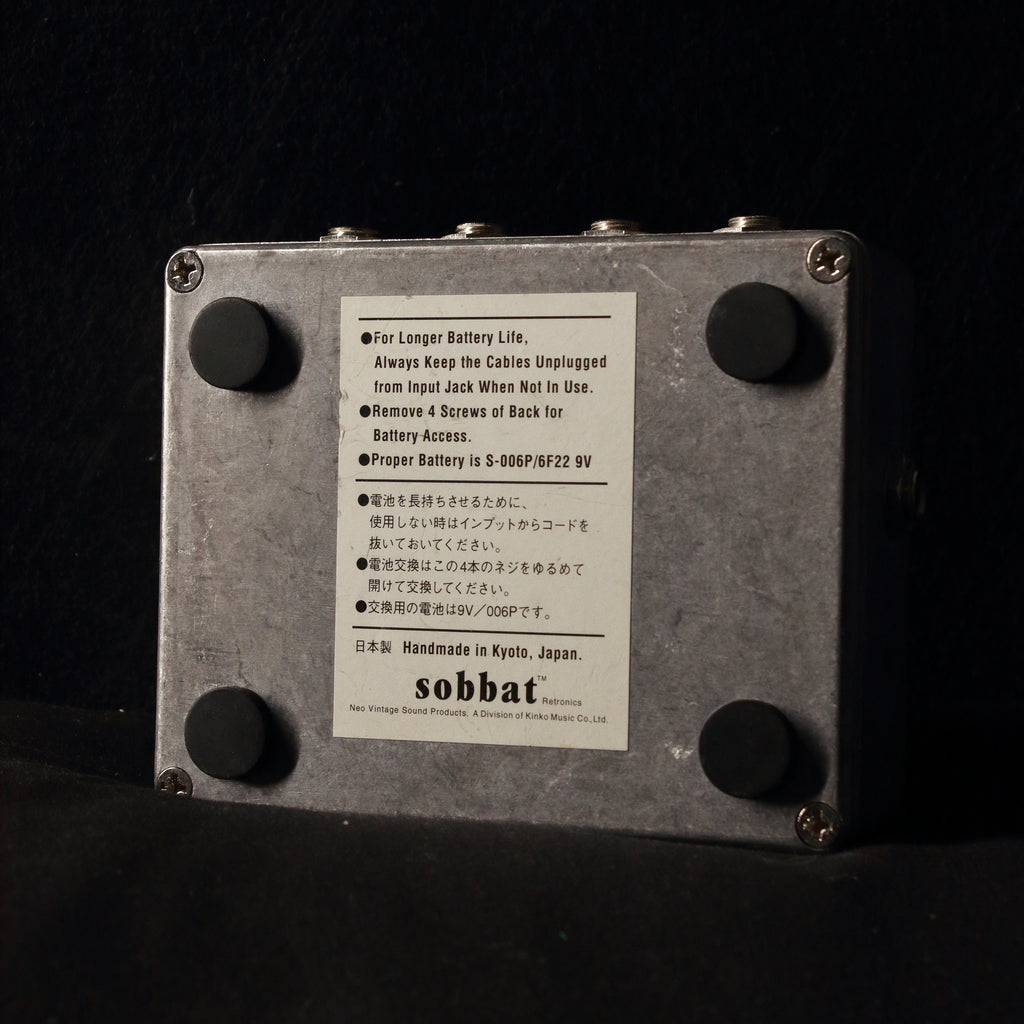 ●For Longer Battery Life,
Always Keep the Cables Unplugged
from Input Jack When Not In Use.
●Remove 4 Screws of Back for
Battery Access.
●Proper Battery is S-006P/6F22 9V
●電池を長持ちさせるために、
使用しない時はインプットからコードを
抜いておいてください。
●電池交換はこの4本のネジをゆるめて
開けて交換してください。
●交換用の電池は9V／006Pです。
日本製 Handmade in Kyoto, Japan.
sobbat™ Retronics
Neo Vintage Sound Products. A Division of Kinko Music Co.,Ltd.